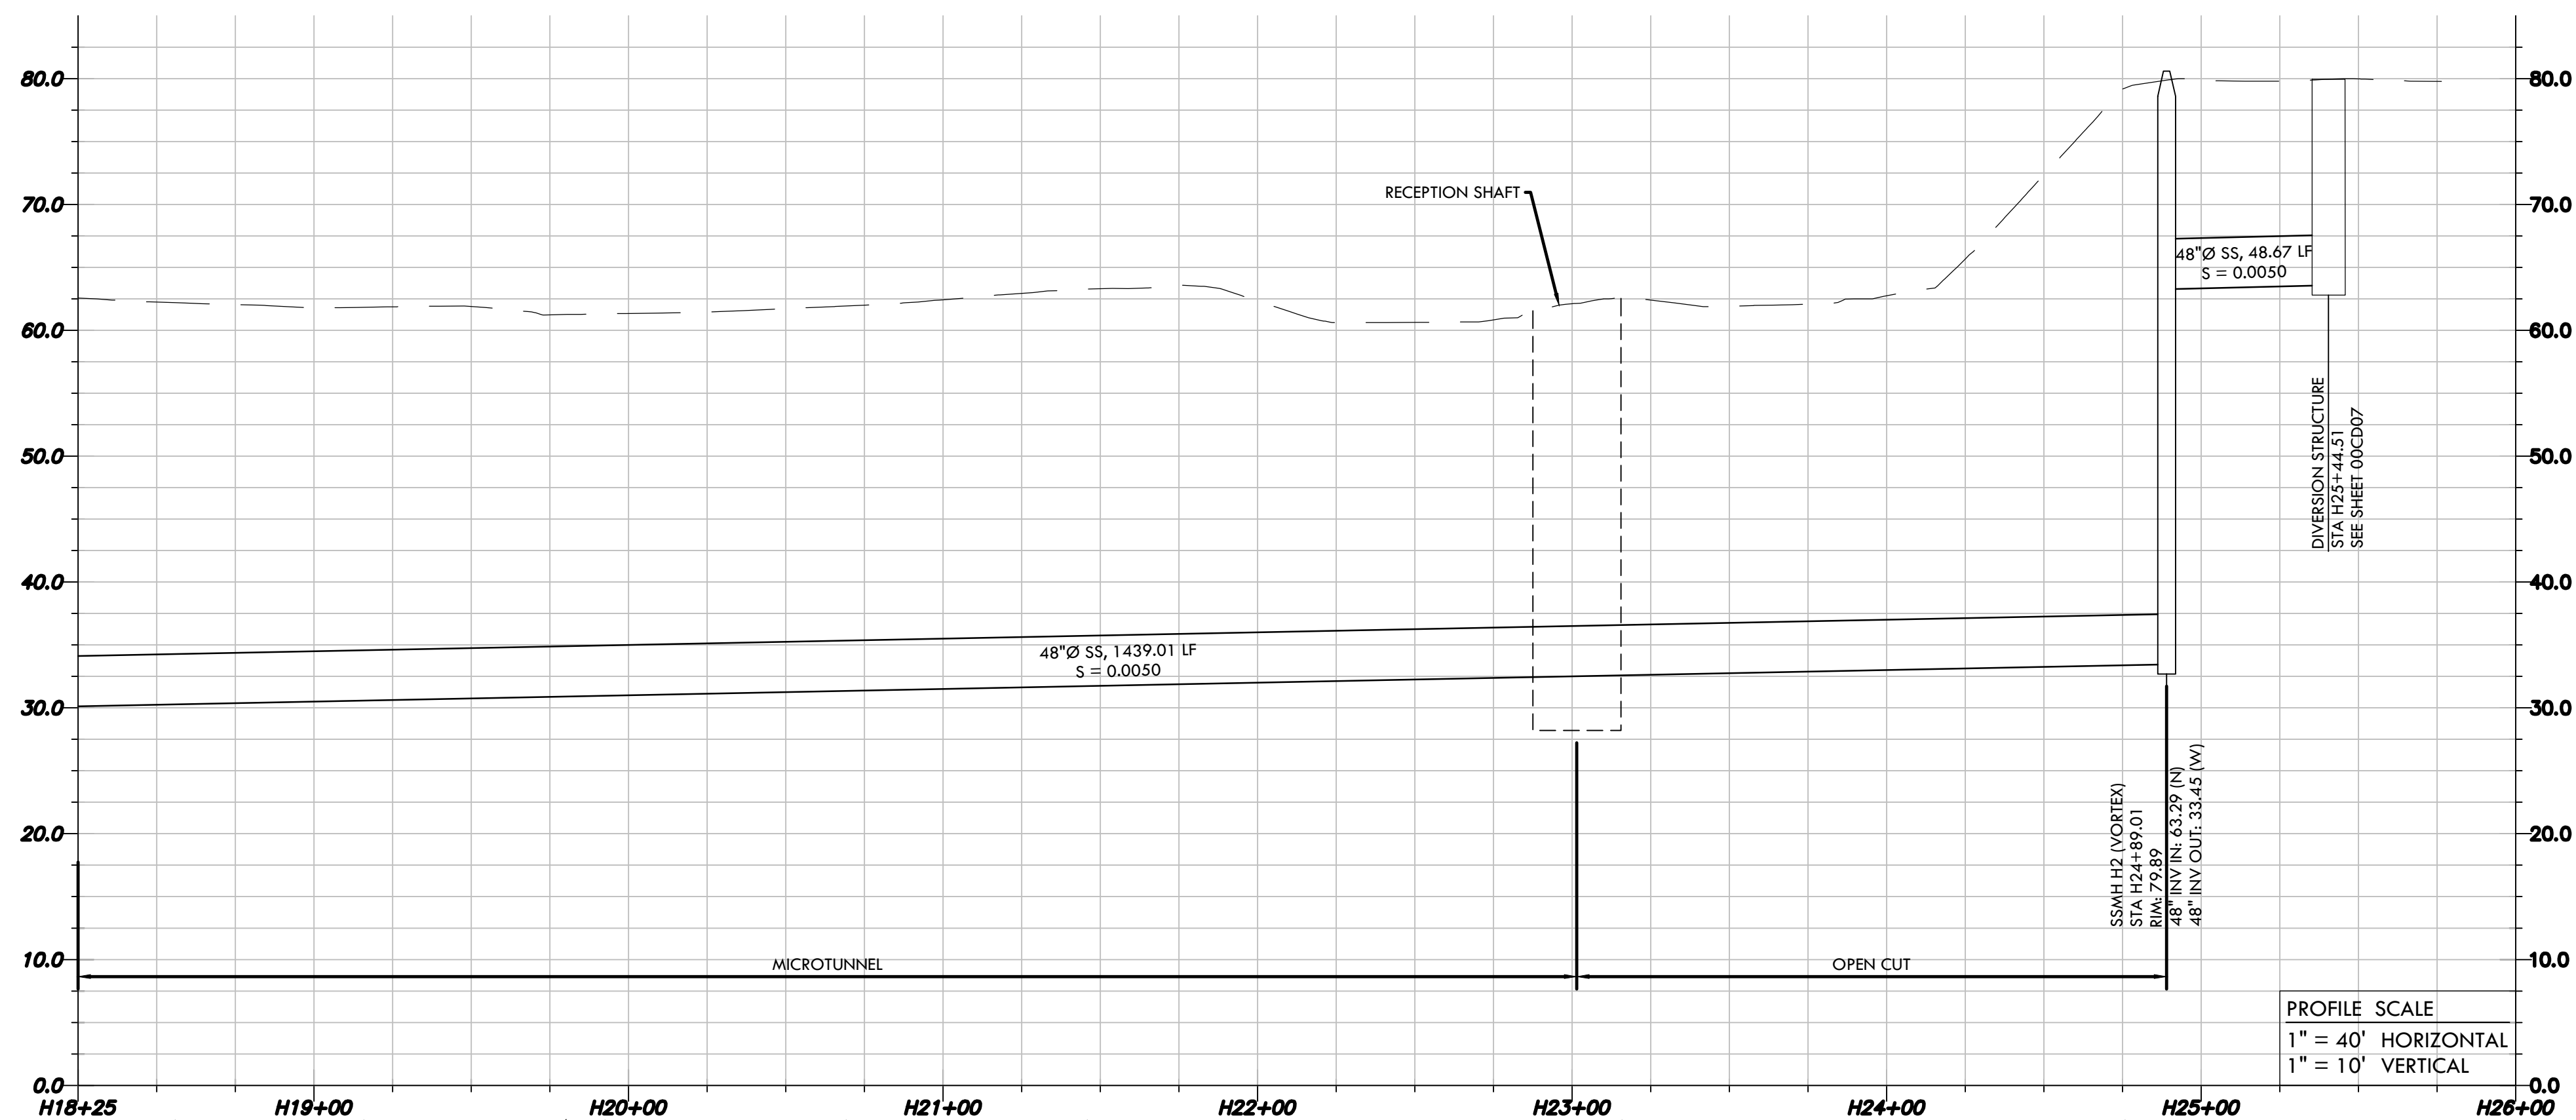 80.0
70.0
60.0
50.0
40.0
30.0
20.0
10.0
0.0
RECEPTION SHAFT
48"Ø SS, 48.67 LF
S = 0.0050
DIVERSION STRUCTURE
STA H25+44.51
SEE SHEET 00CD07
48"Ø SS, 1439.01 LF
S = 0.0050
SSMH H2 (VORTEX)
STA H24+89.01
RIM: 79.89
48" INV IN: 63.29 (N)
48" INV OUT: 33.45 (W)
MICROTUNNEL
OPEN CUT
80.0
70.0
60.0
50.0
40.0
30.0
20.0
10.0
0.0
PROFILE SCALE
1" = 40' HORIZONTAL
1" = 10' VERTICAL
H18+25
H19+00
H20+00
H21+00
H22+00
H23+00
H24+00
H25+00
H26+00